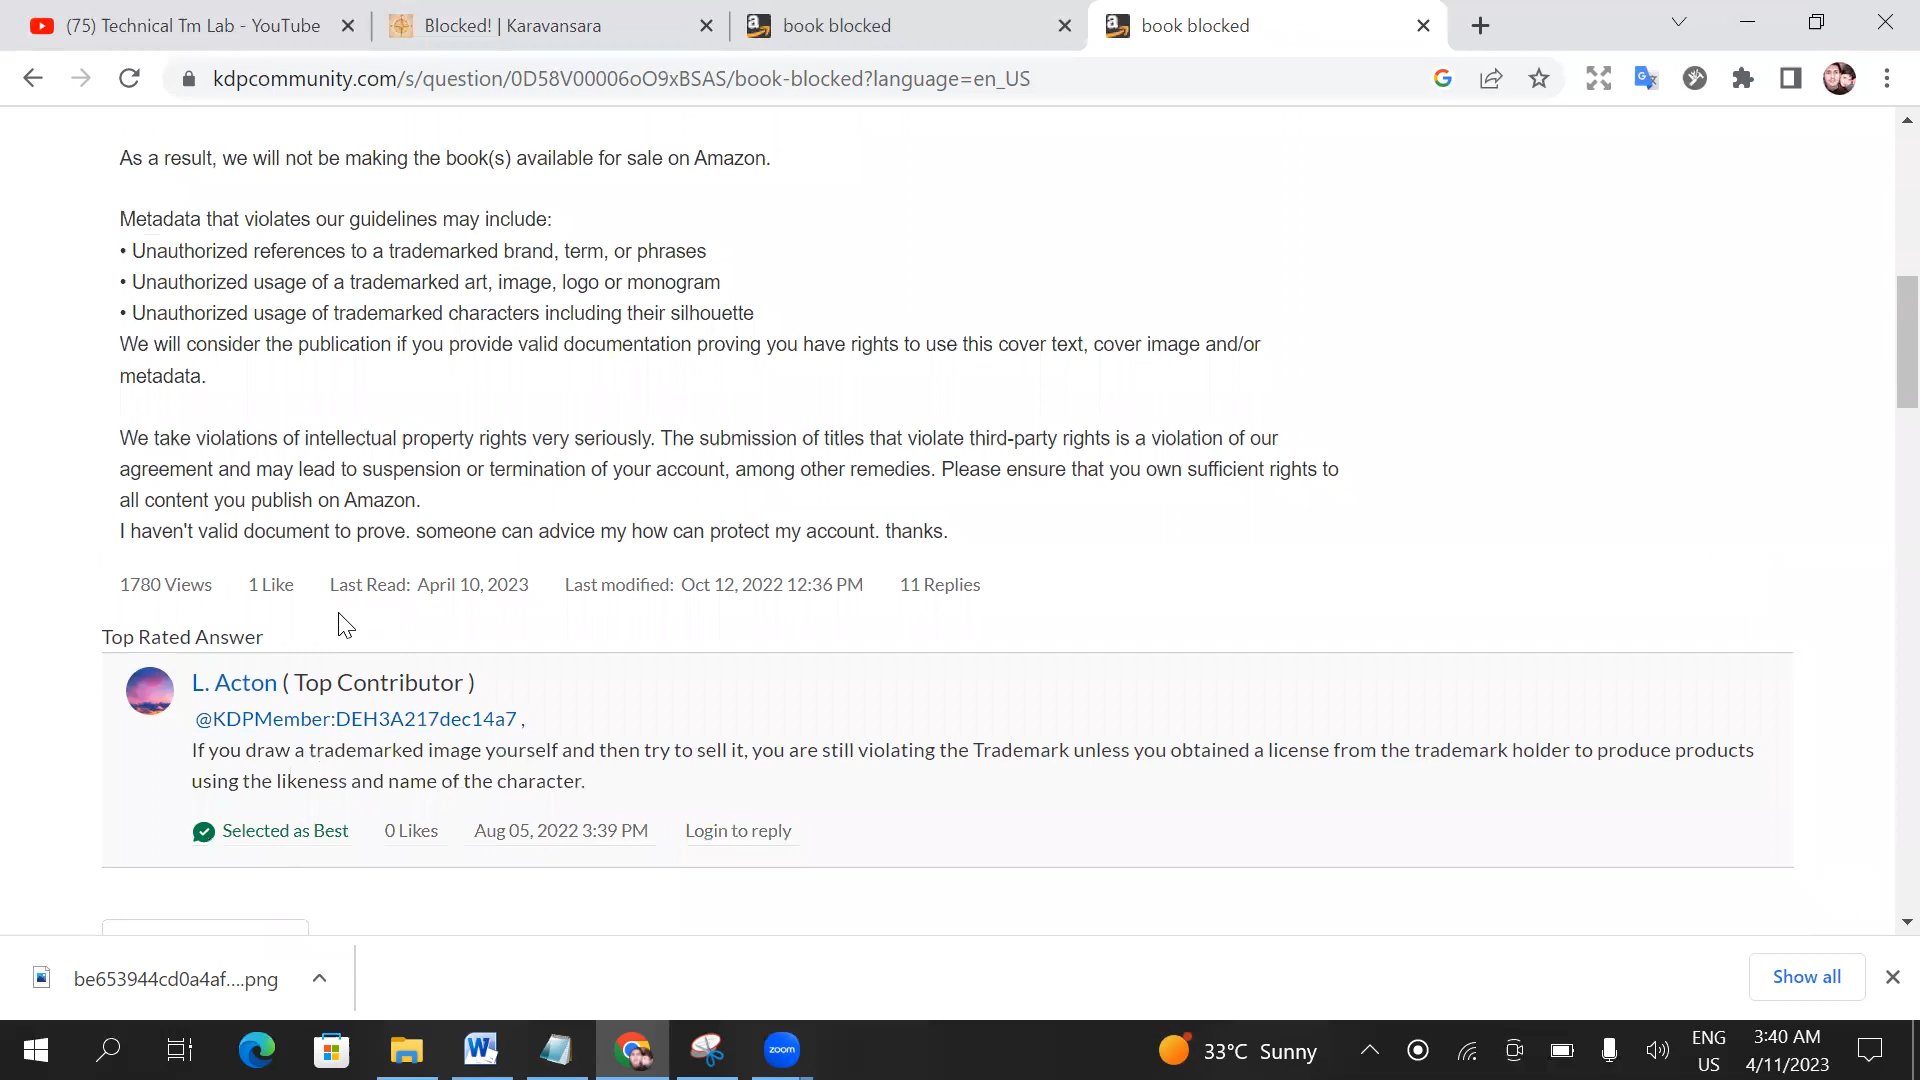 (75) Technical Tm Lab - YouTube
Blocked! | Karavansara
book blocked
book blocked
kdpcommunity.com/s/question/0D58V00006oO9xBSAS/book-blocked?language=en_US
As a result, we will not be making the book(s) available for sale on Amazon.
Metadata that violates our guidelines may include:
• Unauthorized references to a trademarked brand, term, or phrases
• Unauthorized usage of a trademarked art, image, logo or monogram
• Unauthorized usage of trademarked characters including their silhouette
We will consider the publication if you provide valid documentation proving you have rights to use this cover text, cover image and/or
metadata.
We take violations of intellectual property rights very seriously. The submission of titles that violate third-party rights is a violation of our
agreement and may lead to suspension or termination of your account, among other remedies. Please ensure that you own sufficient rights to
all content you publish on Amazon.
I haven't valid document to prove. someone can advice my how can protect my account. thanks.
1780 Views 1 Like Last Read: April 10, 2023 Last modified: Oct 12, 2022 12:36 PM 11 Replies
Top Rated Answer
L. Acton ( Top Contributor )
@KDPMember:DEH3A217dec14a7 ,
If you draw a trademarked image yourself and then try to sell it, you are still violating the Trademark unless you obtained a license from the trademark holder to produce products
using the likeness and name of the character.
Selected as Best 0 Likes Aug 05, 2022 3:39 PM Login to reply
be653944cd0a4af....png
Show all
zoom
33°C Sunny
ENG
US
3:40 AM
4/11/2023